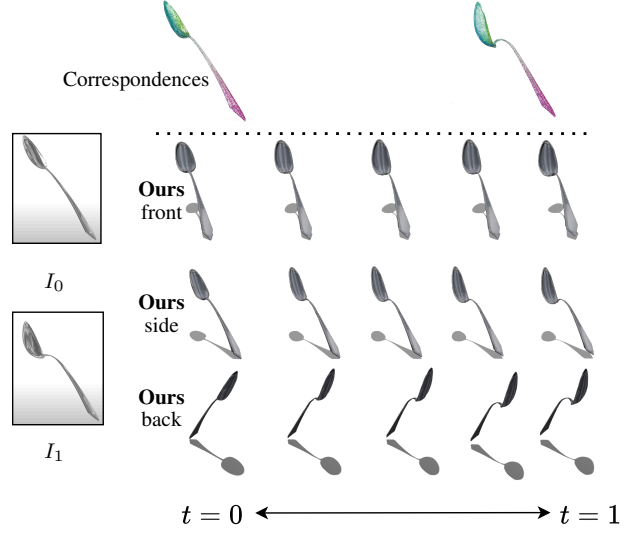 Correspondences
Ours
front
I₀
Ours
side
Ours
back
I₁
t = 0
t = 1